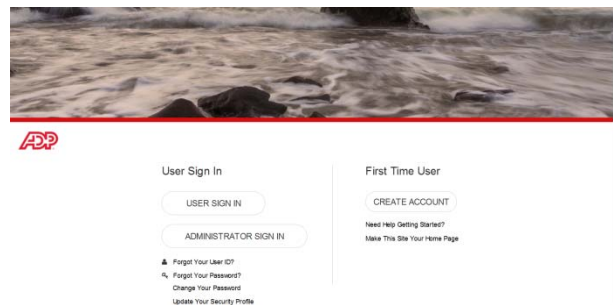 ADP
User Sign In
USER SIGN IN
ADMINISTRATOR SIGN IN
Forgot Your User ID?
Forgot Your Password?
Change Your Password
Update Your Security Profile
First Time User
CREATE ACCOUNT
Need Help Getting Started?
Make This Site Your Home Page